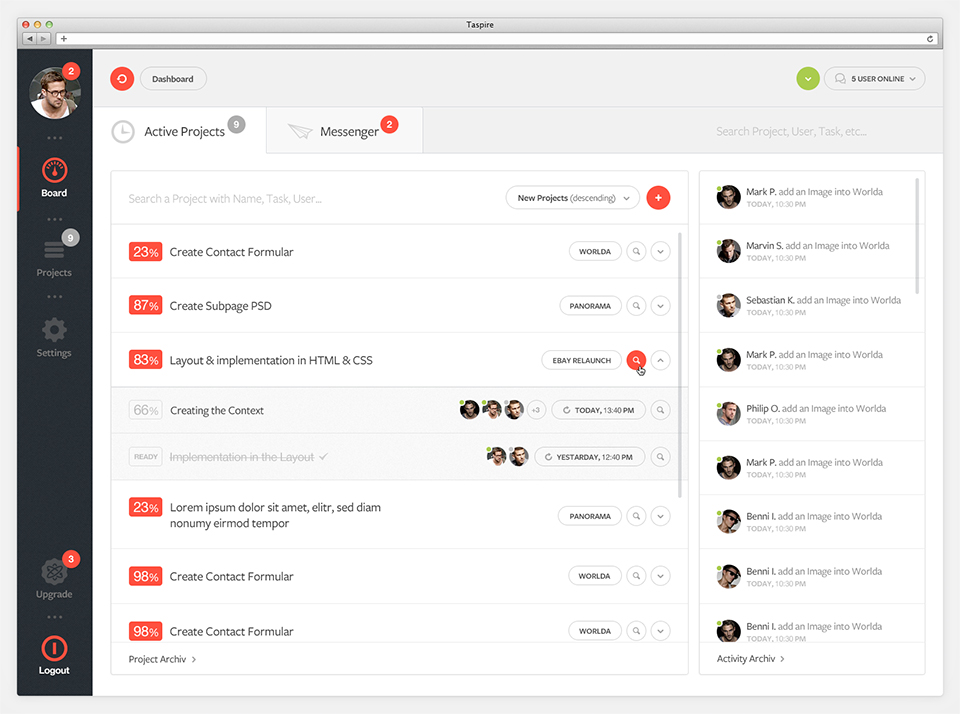 Taspire
2
Dashboard
5 USER ONLINE
Active Projects 9
Messenger 2
Search Project, User, Task, etc...
Board
9
Projects
Settings
3
Upgrade
Logout
Search a Project with Name, Task, User...
New Projects (descending)
23% Create Contact Formular WORLDA
87% Create Subpage PSD PANORAMA
83% Layout & implementation in HTML & CSS EBAY RELAUNCH
66% Creating the Context +3 TODAY, 13:40 PM
READY Implementation in the Layout YESTARDAY, 12:40 PM
23% Lorem ipsum dolor sit amet, elitr, sed diam
nonumy eirmod tempor PANORAMA
98% Create Contact Formular WORLDA
98% Create Contact Formular WORLDA
Project Archiv
Mark P. add an Image into Worlda
TODAY, 10:30 PM
Marvin S. add an Image into Worlda
TODAY, 10:30 PM
Sebastian K. add an Image into Worlda
TODAY, 10:30 PM
Mark P. add an Image into Worlda
TODAY, 10:30 PM
Philip O. add an Image into Worlda
TODAY, 10:30 PM
Mark P. add an Image into Worlda
TODAY, 10:30 PM
Benni I. add an Image into Worlda
TODAY, 10:30 PM
Benni I. add an Image into Worlda
TODAY, 10:30 PM
Benni I. add an Image into Worlda
TODAY, 10:30 PM
Activity Archiv